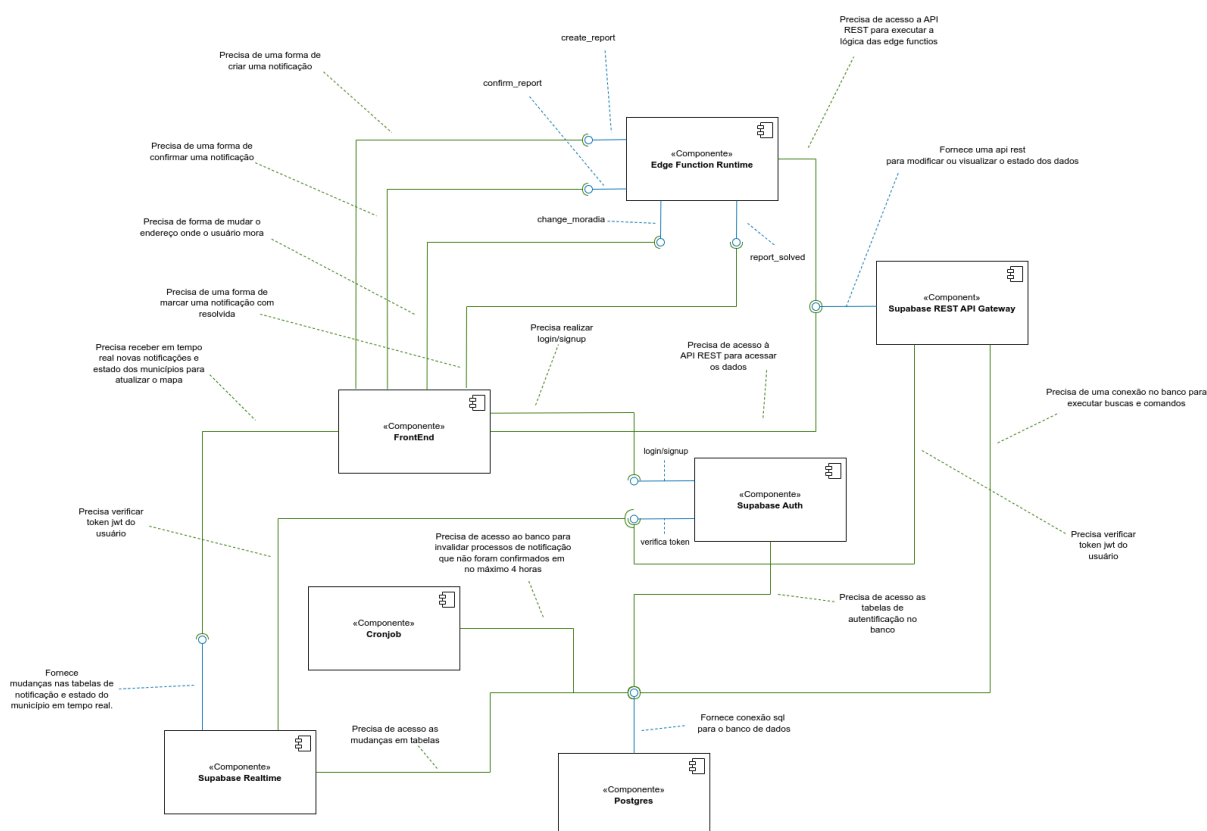 Precisa de acesso a API
REST para executar a
lógica das edge functios
create_report
Precisa de uma forma de
criar uma notificação
confirm_report
Precisa de uma forma de
confirmar uma notificação
«Componente»
Edge Function Runtime
Fornece uma api rest
para modificar ou visualizar o estado dos dados
Precisa de forma de mudar o
endereço onde o usuário mora
change_moradia
report_solved
Precisa de uma forma de
marcar uma notificação com
resolvida
«Component»
Supabase REST API Gateway
Precisa realizar
login/signup
Precisa receber em tempo
real novas notificações e
estado dos municípios para
atualizar o mapa
Precisa de acesso à
API REST para acessar
os dados
Precisa de uma conexão no banco para
executar buscas e comandos
«Componente»
FrontEnd
login/signup
«Componente»
Supabase Auth
Precisa verificar
token jwt do
usuário
Precisa de acesso ao banco para
invalidar processos de notificação
que não foram confirmados em
no máximo 4 horas
verifica token
Precisa verificar
token jwt do
usuário
Precisa de acesso as
tabelas de
autentificação no
banco
«Componente»
Cronjob
Fornece
mudanças nas tabelas de
notificação e estado do
município em tempo real.
Precisa de acesso as
mudanças em tabelas
Fornece conexão sql
para o banco de dados
«Componente»
Supabase Realtime
«Componente»
Postgres